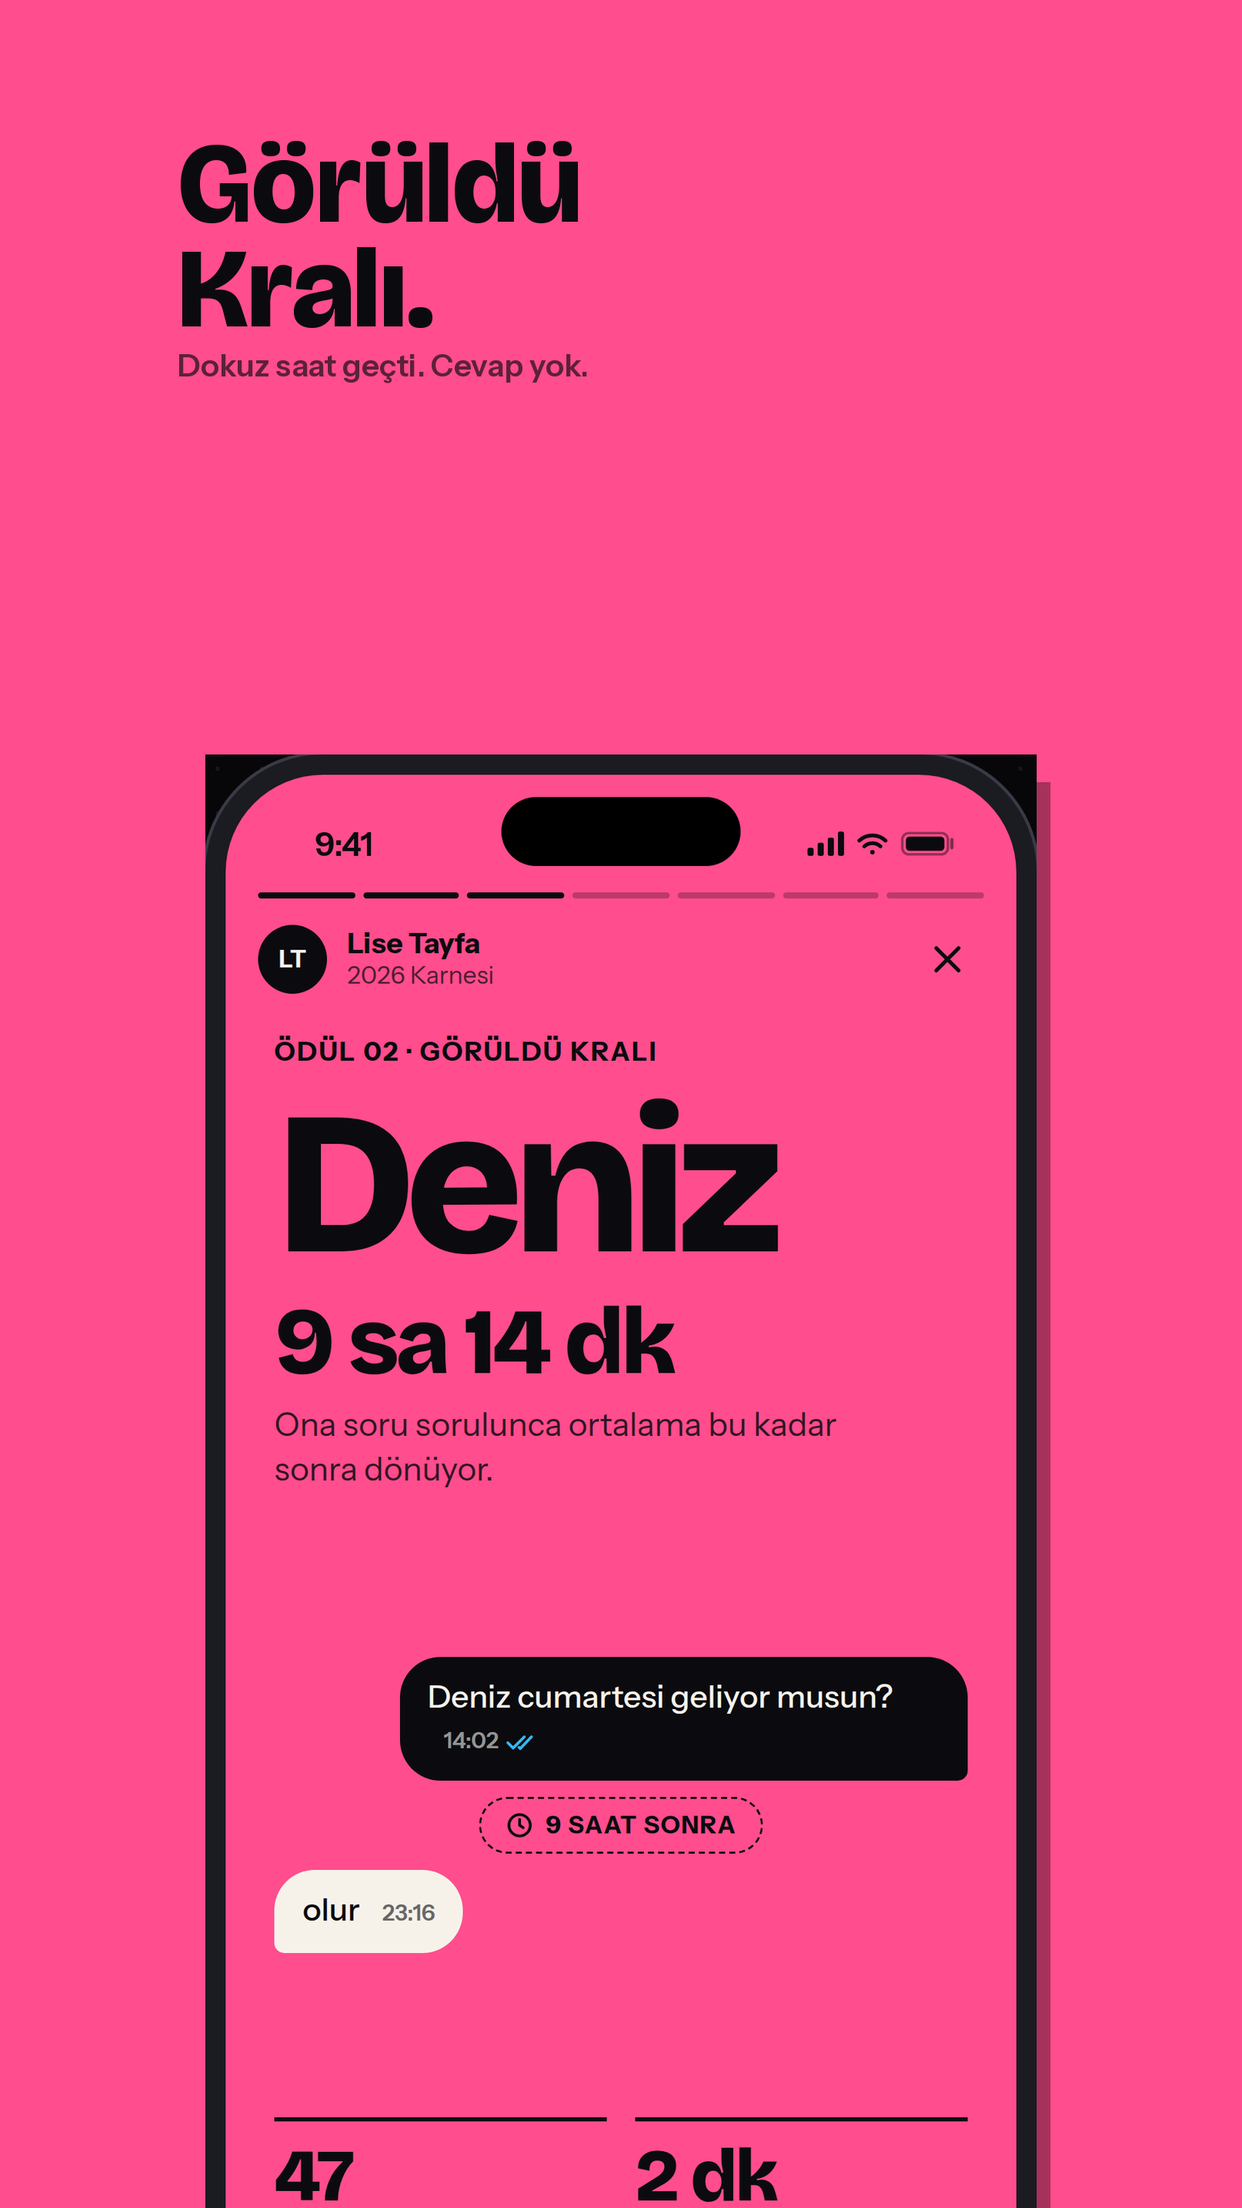 Görüldü
Kralı.
Dokuz saat geçti. Cevap yok.
9:41
LT
Lise Tayfa
2026 Karnesi
ÖDÜL 02 · GÖRÜLDÜ KRALI
Deniz
9 sa 14 dk
Ona soru sorulunca ortalama bu kadar
sonra dönüyor.
Deniz cumartesi geliyor musun?
14:02
9 SAAT SONRA
olur 23:16
47
2 dk